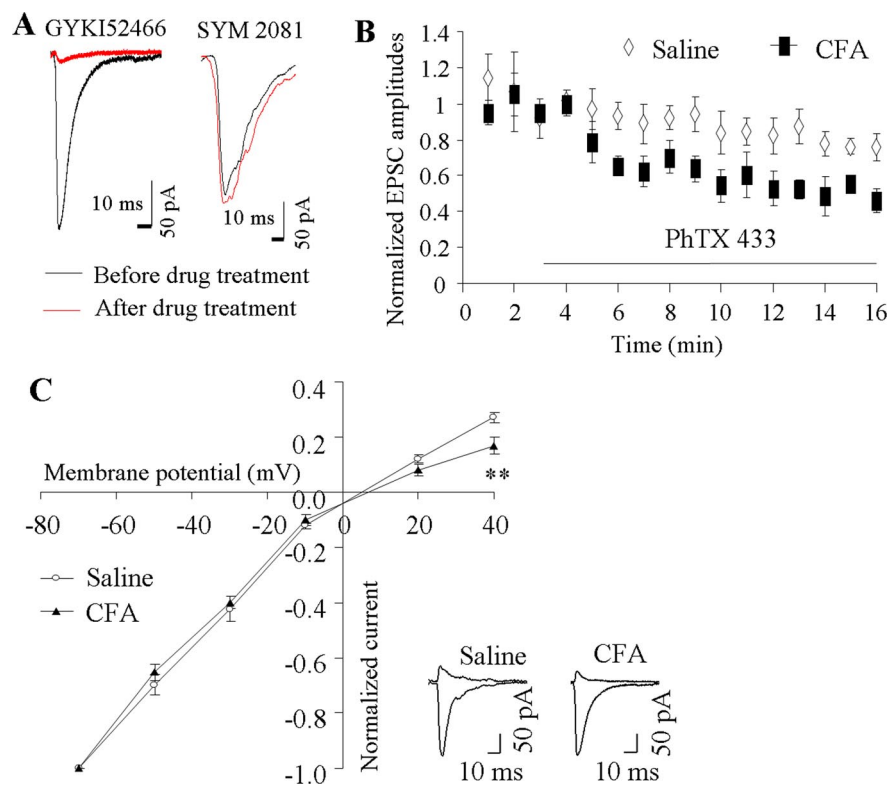 A
GYKI52466
SYM 2081
10 ms
50 pA
10 ms
50 pA
Before drug treatment
After drug treatment
B
Normalized EPSC amplitudes
1.4
1.2
1
0.8
0.6
0.4
0.2
0
Saline
CFA
PhTX 433
0 2 4 6 8 10 12 14 16
Time (min)
C
0.4
0.2
0.0
-0.2
-0.4
-0.6
-0.8
-1.0
Membrane potential (mV)
-80 -60 -40 -20 0 20 40
**
Saline
CFA
Normalized current
Saline
50 pA
10 ms
CFA
50 pA
10 ms